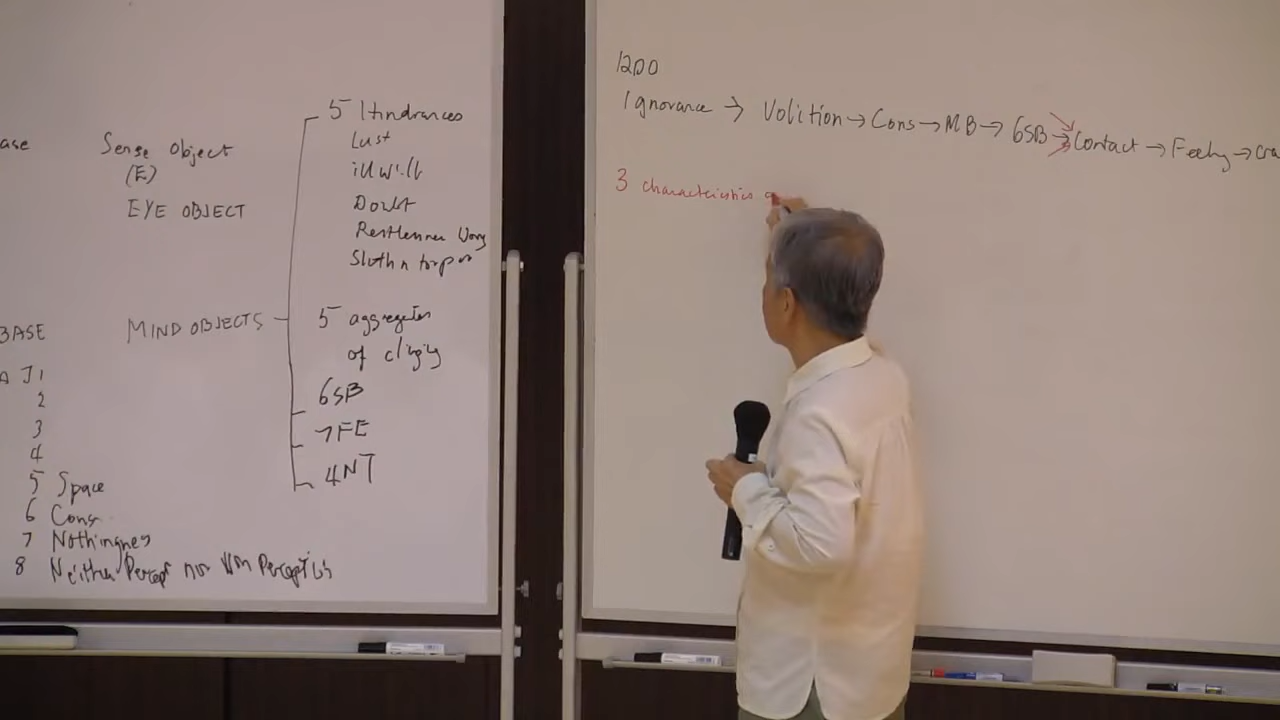 Sense Object
(E)
EYE OBJECT
BASE
MIND OBJECTS
J1
2
3
4
5 Space
6 Cons
7 Nothingness
8 Neither Percept nor Non Perception
5 Hindrances
Lust
ill will
Doubt
Restlessness Worry
Sloth n torpor
5 aggregates
of clinging
6SB
7FE
4NT
12DO
Ignorance → Volition → Cons → MB → 6SB → Contact → Feeling → Cra
3 characteristics